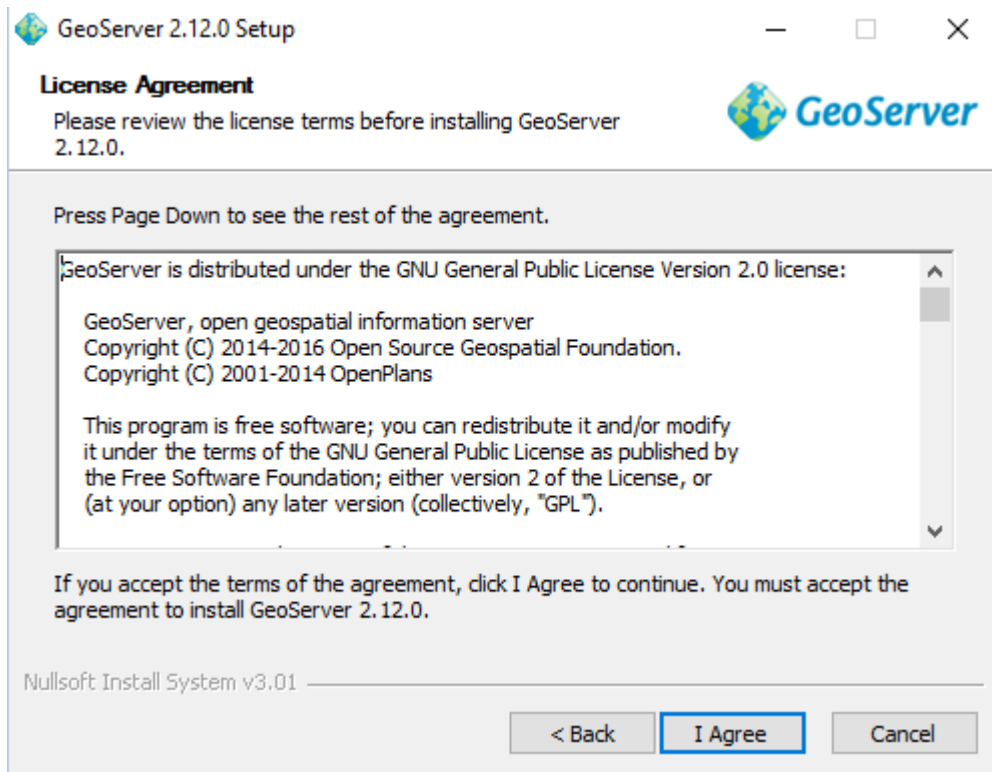 GeoServer 2.12.0 Setup
License Agreement
Please review the license terms before installing GeoServer
2.12.0.
GeoServer
Press Page Down to see the rest of the agreement.
GeoServer is distributed under the GNU General Public License Version 2.0 license:
GeoServer, open geospatial information server
Copyright (C) 2014-2016 Open Source Geospatial Foundation.
Copyright (C) 2001-2014 OpenPlans
This program is free software; you can redistribute it and/or modify
it under the terms of the GNU General Public License as published by
the Free Software Foundation; either version 2 of the License, or
(at your option) any later version (collectively, "GPL").
If you accept the terms of the agreement, click I Agree to continue. You must accept the
agreement to install GeoServer 2.12.0.
Nullsoft Install System v3.01
< Back
I Agree
Cancel